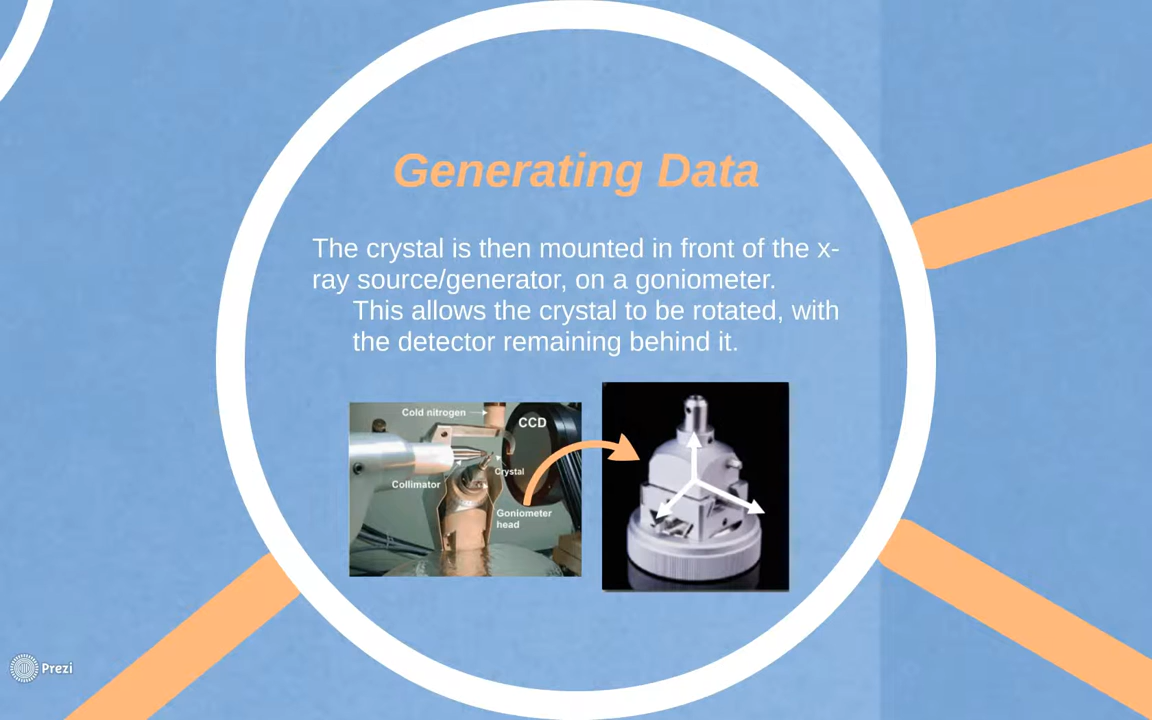 Generating Data
The crystal is then mounted in front of the x-
ray source/generator, on a goniometer.
This allows the crystal to be rotated, with
the detector remaining behind it.
Cold nitrogen
CCD
Crystal
Collimator
Goniometer
head
Prezi